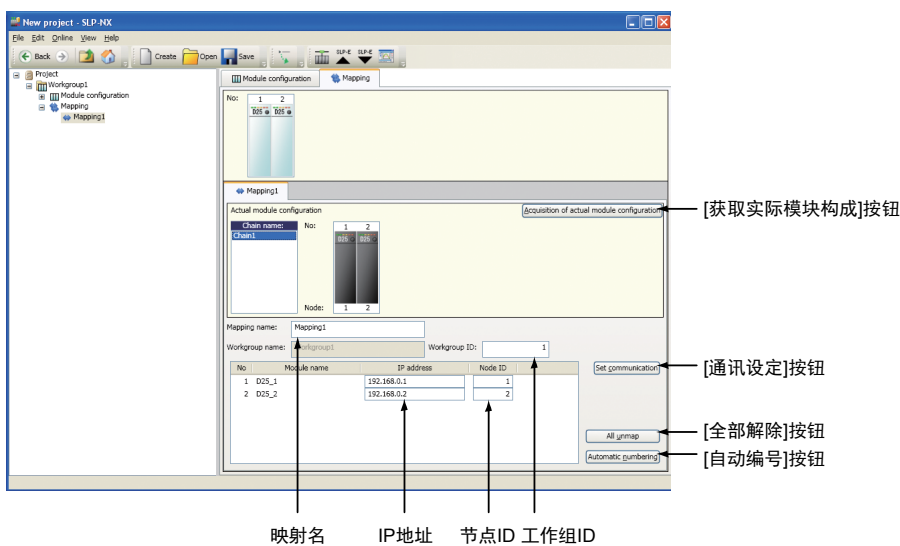 New project - SLP-NX
File Edit Online View Help
Back Create Open Save SLP-E SLP-E
Project
Workgroup1
Module configuration
Mapping
Mapping1
Module configuration Mapping
No: 1 2
D25 D25
Mapping1
Actual module configuration
Acquisition of actual module configuration
[获取实际模块构成]按钮
Chain name:
Chain1
No: 1 2
D25 D25
Node: 1 2
Mapping name: Mapping1
Workgroup name: Workgroup1 Workgroup ID: 1
No Module name IP address Node ID
1 D25_1 192.168.0.1 1
2 D25_2 192.168.0.2 2
Set communication
[通讯设定]按钮
All unmap
[全部解除]按钮
Automatic numbering
[自动编号]按钮
映射名 IP地址 节点ID 工作组ID